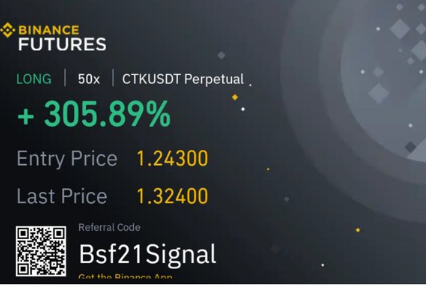 BINANCE
FUTURES
LONG | 50x | CTKUSDT Perpetual
+ 305.89%
Entry Price 1.24300
Last Price 1.32400
Referral Code
Bsf21Signal
Get the Binance App